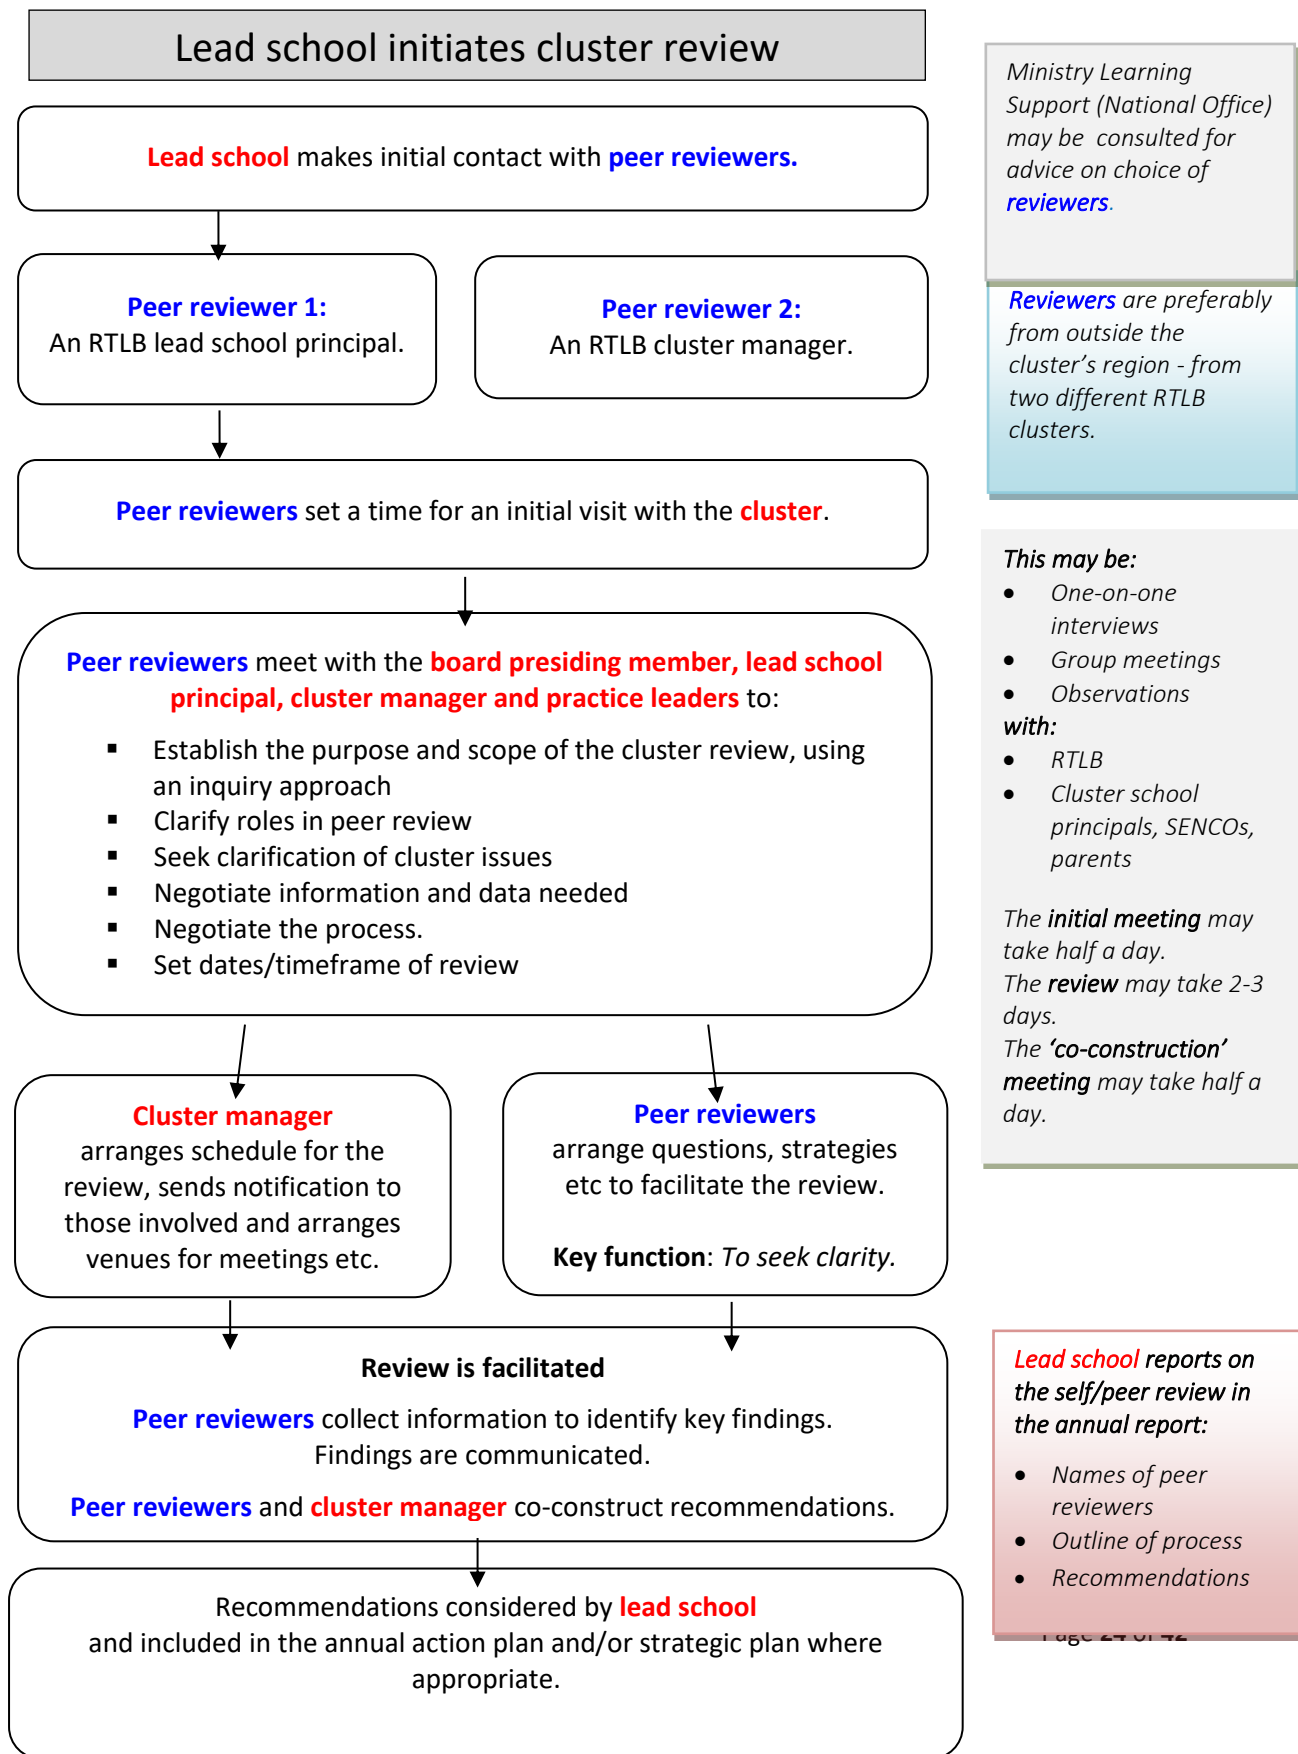 Lead school initiates cluster review
Lead school makes initial contact with peer reviewers.
Peer reviewer 1:
An RTLB lead school principal.
Peer reviewer 2:
An RTLB cluster manager.
Peer reviewers set a time for an initial visit with the cluster.
Peer reviewers meet with the board presiding member, lead school
principal, cluster manager and practice leaders to:
▪ Establish the purpose and scope of the cluster review, using
an inquiry approach
▪ Clarify roles in peer review
▪ Seek clarification of cluster issues
▪ Negotiate information and data needed
▪ Negotiate the process.
▪ Set dates/timeframe of review
Cluster manager
arranges schedule for the
review, sends notification to
those involved and arranges
venues for meetings etc.
Peer reviewers
arrange questions, strategies
etc to facilitate the review.
Key function: To seek clarity.
Review is facilitated
Peer reviewers collect information to identify key findings.
Findings are communicated.
Peer reviewers and cluster manager co-construct recommendations.
Recommendations considered by lead school
and included in the annual action plan and/or strategic plan where
appropriate.
Ministry Learning
Support (National Office)
may be consulted for
advice on choice of
reviewers.
Reviewers are preferably
from outside the
cluster’s region - from
two different RTLB
clusters.
This may be:
• One-on-one
interviews
• Group meetings
• Observations
with:
• RTLB
• Cluster school
principals, SENCOs,
parents
The initial meeting may
take half a day.
The review may take 2-3
days.
The ‘co-construction’
meeting may take half a
day.
Lead school reports on
the self/peer review in
the annual report:
• Names of peer
reviewers
• Outline of process
• Recommendations
Page 24 of 42